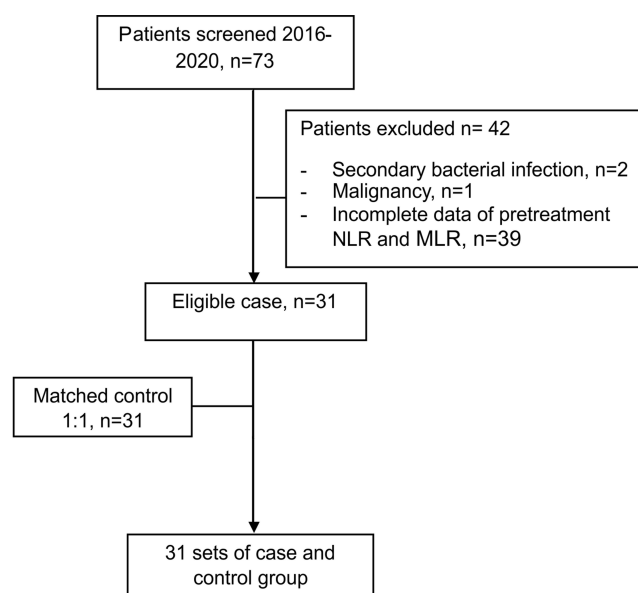 Patients screened 2016-
2020, n=73
Patients excluded n= 42
- Secondary bacterial infection, n=2
- Malignancy, n=1
- Incomplete data of pretreatment
NLR and MLR, n=39
Eligible case, n=31
Matched control
1:1, n=31
31 sets of case and
control group